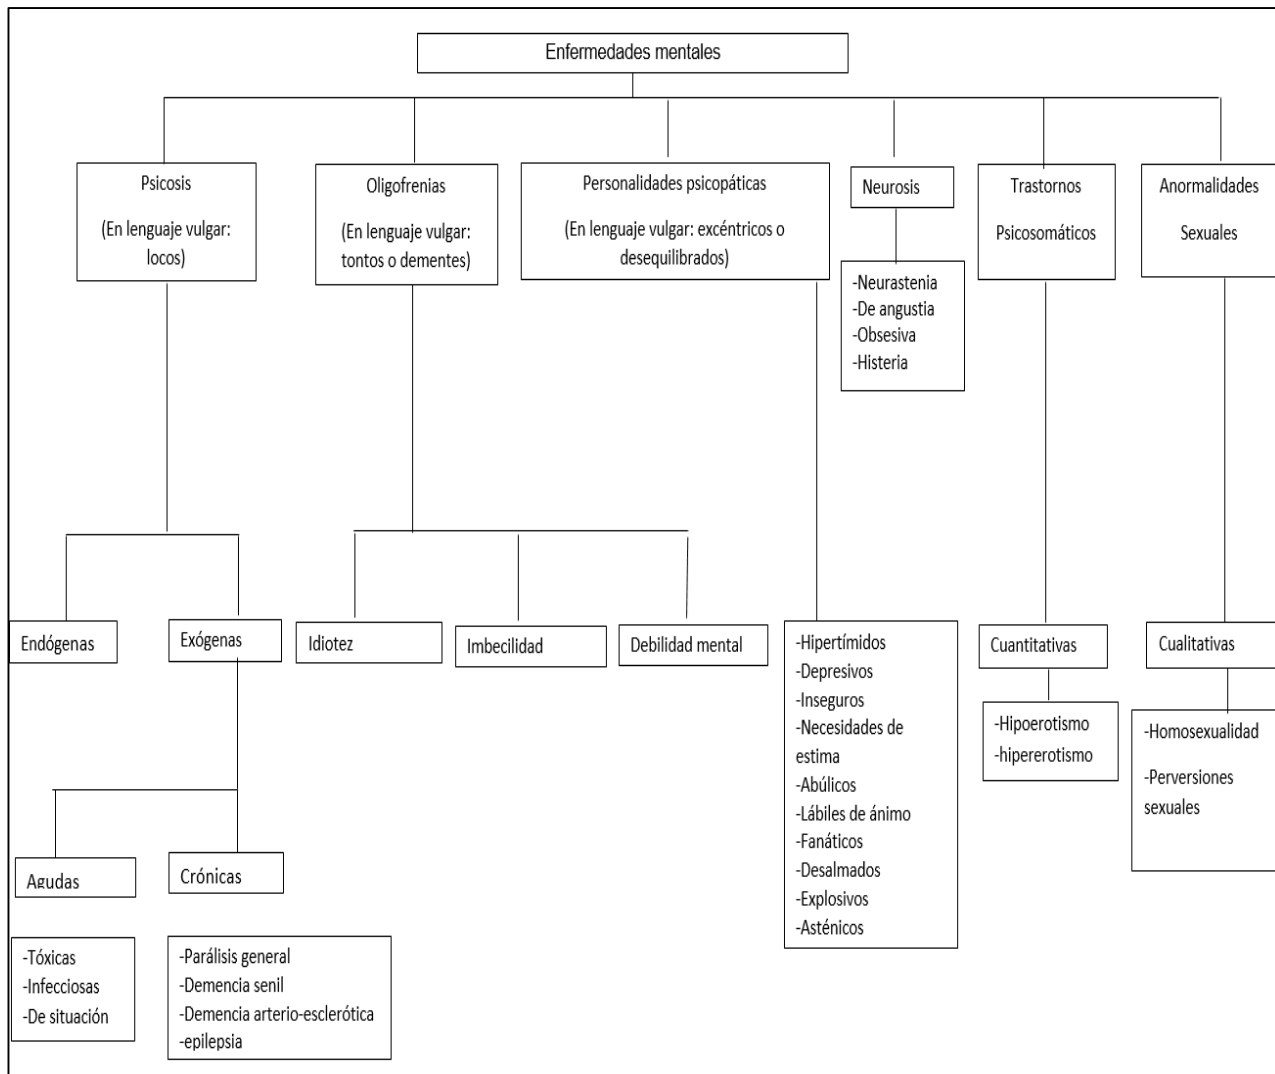 Enfermedades mentales
Psicosis
(En lenguaje vulgar:
locos)
Oligofrenias
(En lenguaje vulgar:
tontos o dementes)
Personalidades psicopáticas
(En lenguaje vulgar: excéntricos o
desequilibrados)
Neurosis
-Neurastenia
-De angustia
-Obsesiva
-Histeria
Trastornos
Psicosomáticos
Anormalidades
Sexuales
Endógenas
Exógenas
Idiotez
Imbecilidad
Debilidad mental
-Hipertímidos
-Depresivos
-Inseguros
-Necesidades de
estima
-Abúlicos
-Lábiles de ánimo
-Fanáticos
-Desalmados
-Explosivos
-Asténicos
Cuantitativas
-Hipoerotismo
-hipererotismo
Cualitativas
-Homosexualidad
-Perversiones
sexuales
Agudas
Crónicas
-Tóxicas
-Infecciosas
-De situación
-Parálisis general
-Demencia senil
-Demencia arterio-esclerótica
-epilepsia